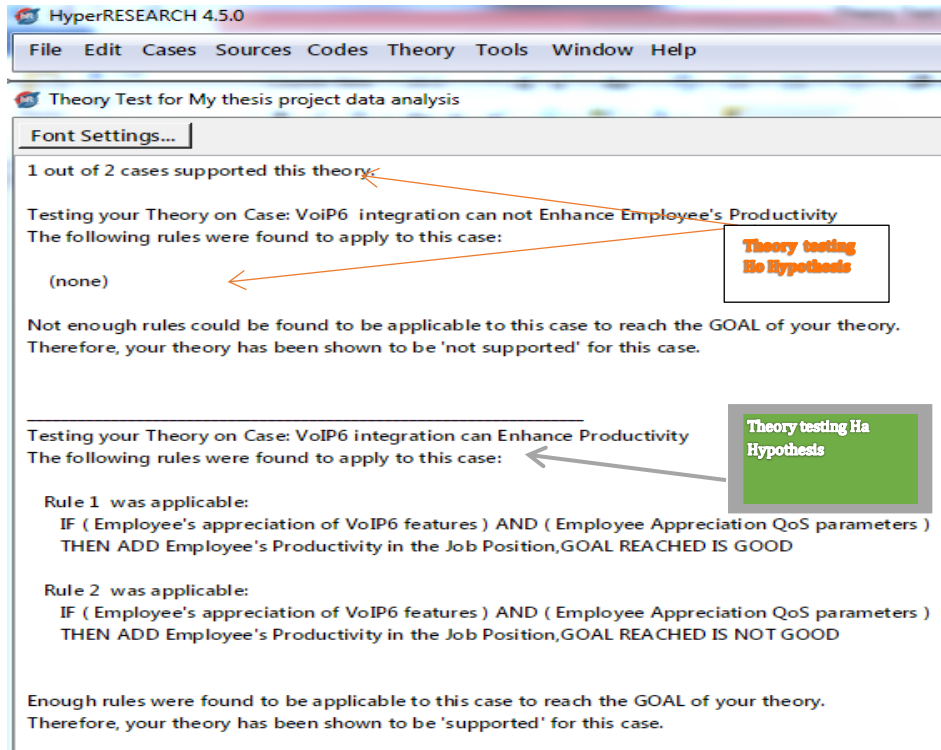 HyperRESEARCH 4.5.0
File Edit Cases Sources Codes Theory Tools Window Help
Theory Test for My thesis project data analysis
Font Settings...
1 out of 2 cases supported this theory.
Testing your Theory on Case: VoiP6 integration can not Enhance Employee's Productivity
The following rules were found to apply to this case:
Theory testing
Ho Hypothesis
(none)
Not enough rules could be found to be applicable to this case to reach the GOAL of your theory.
Therefore, your theory has been shown to be 'not supported' for this case.
Theory testing Ha
Hypothesis
Testing your Theory on Case: VoIP6 integration can Enhance Productivity
The following rules were found to apply to this case:
Rule 1 was applicable:
IF ( Employee's appreciation of VoIP6 features ) AND ( Employee Appreciation QoS parameters )
THEN ADD Employee's Productivity in the Job Position,GOAL REACHED IS GOOD
Rule 2 was applicable:
IF ( Employee's appreciation of VoIP6 features ) AND ( Employee Appreciation QoS parameters )
THEN ADD Employee's Productivity in the Job Position,GOAL REACHED IS NOT GOOD
Enough rules were found to be applicable to this case to reach the GOAL of your theory.
Therefore, your theory has been shown to be 'supported' for this case.